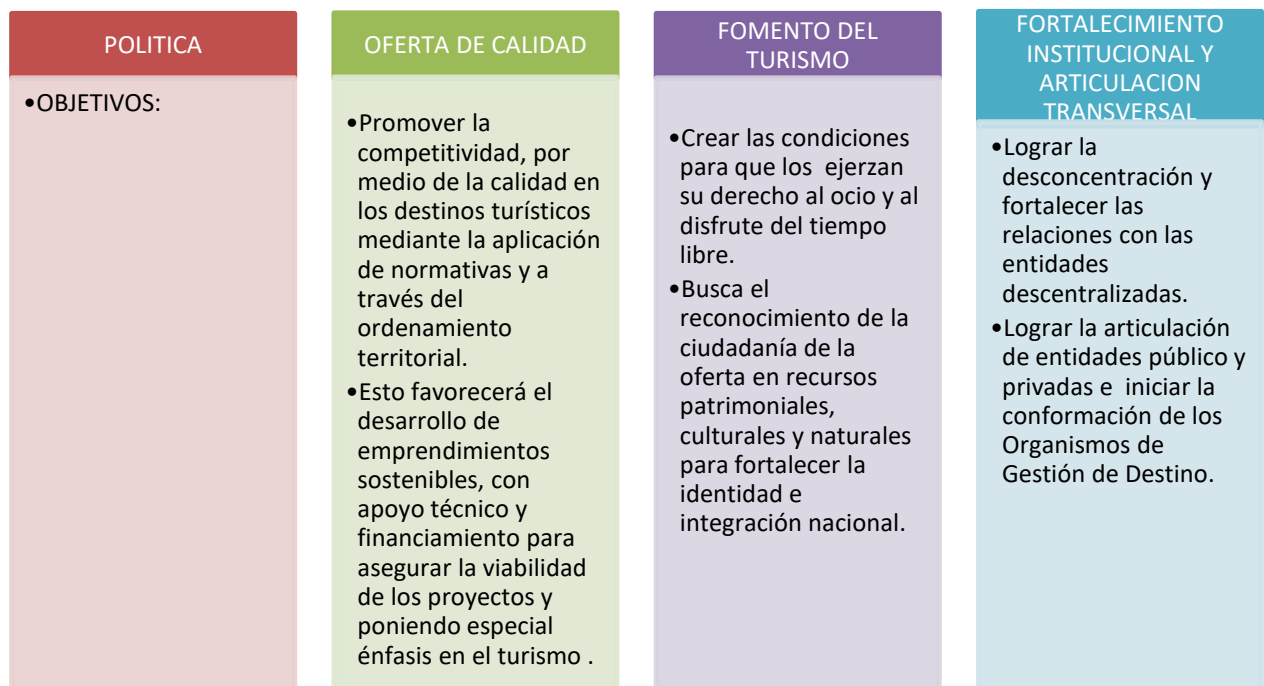 POLITICA
•OBJETIVOS:
OFERTA DE CALIDAD
•Promover la
competitividad, por
medio de la calidad en
los destinos turísticos
mediante la aplicación
de normativas y a
través del
ordenamiento
territorial.
•Esto favorecerá el
desarrollo de
emprendimientos
sostenibles, con
apoyo técnico y
financiamiento para
asegurar la viabilidad
de los proyectos y
poniendo especial
énfasis en el turismo .
FOMENTO DEL
TURISMO
•Crear las condiciones
para que los  ejerzan
su derecho al ocio y al
disfrute del tiempo
libre.
•Busca el
reconocimiento de la
ciudadanía de la
oferta en recursos
patrimoniales,
culturales y naturales
para fortalecer la
identidad e
integración nacional.
FORTALECIMIENTO
INSTITUCIONAL Y
ARTICULACION
TRANSVERSAL
•Lograr la
desconcentración y
fortalecer las
relaciones con las
entidades
descentralizadas.
•Lograr la articulación
de entidades público y
privadas e  iniciar la
conformación de los
Organismos de
Gestión de Destino.